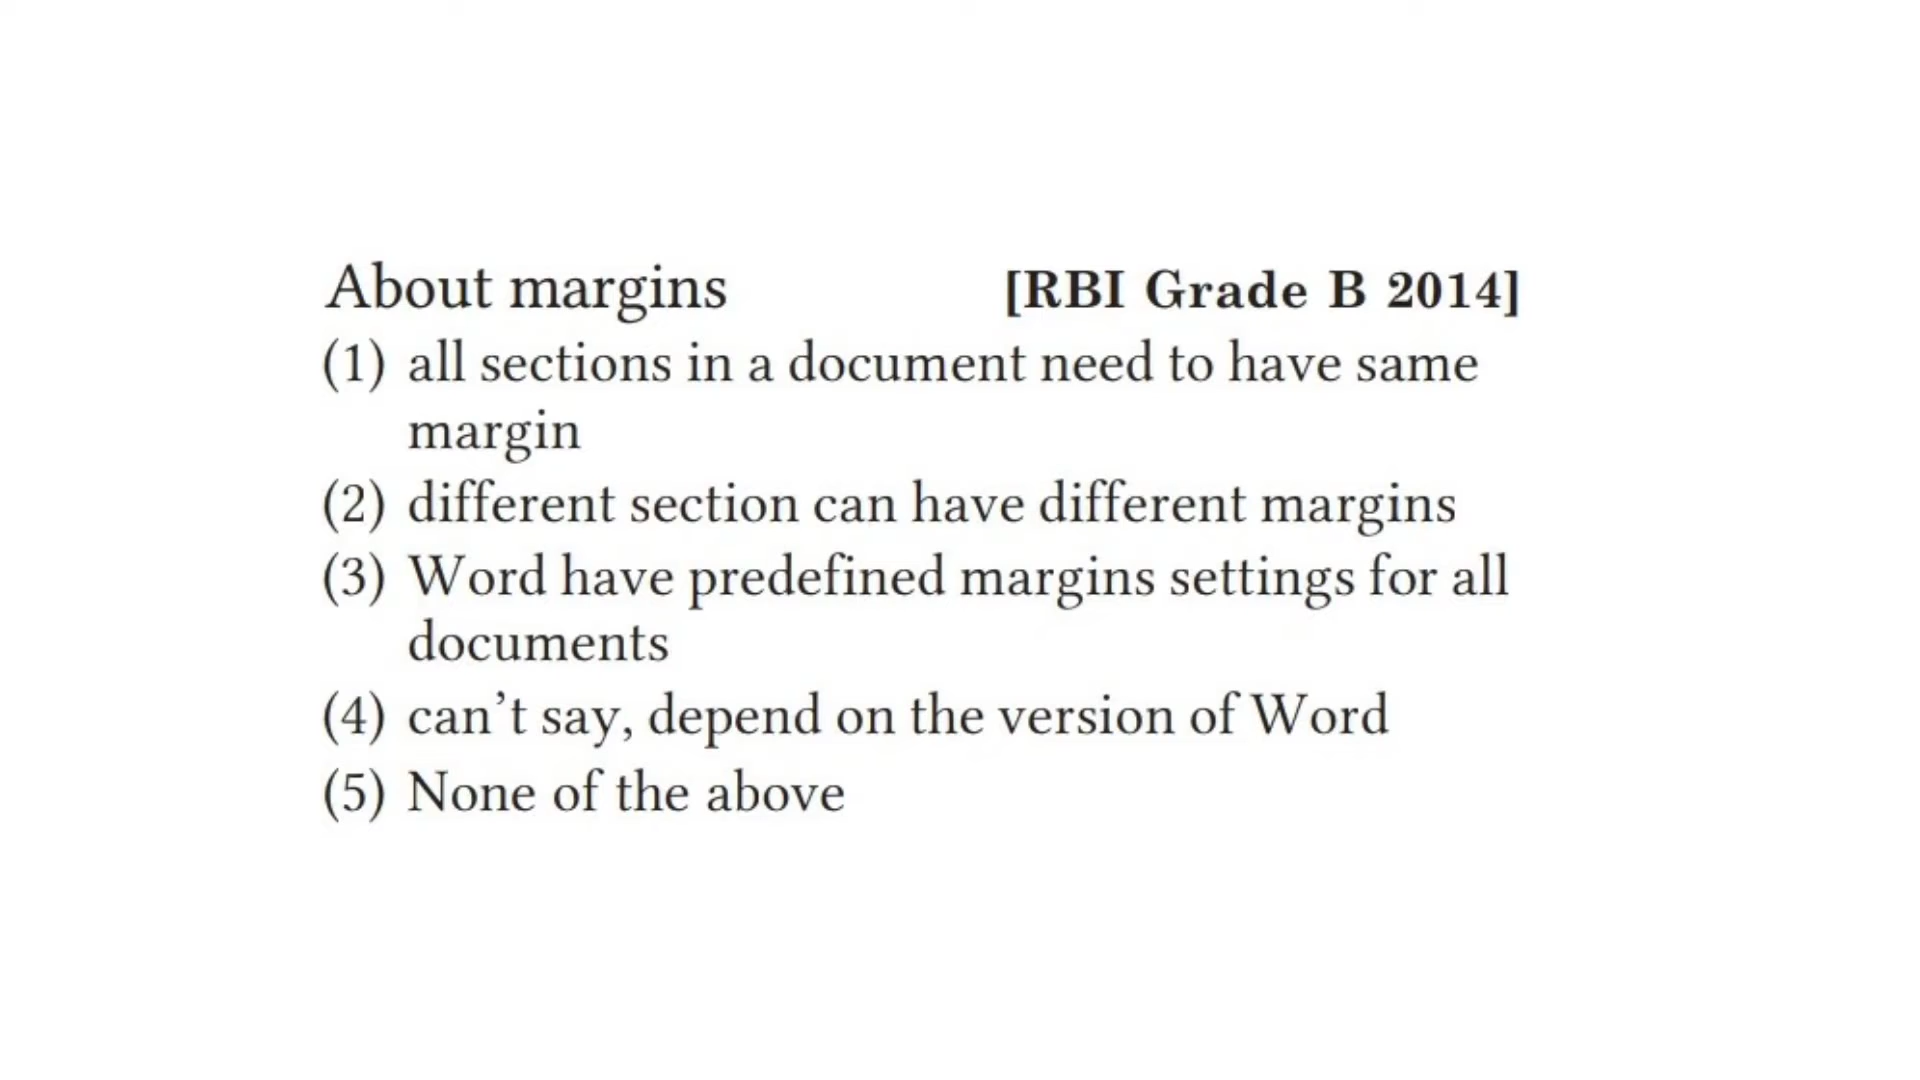 About margins [RBI Grade B 2014]
(1) all sections in a document need to have same
margin
(2) different section can have different margins
(3) Word have predefined margins settings for all
documents
(4) can’t say, depend on the version of Word
(5) None of the above